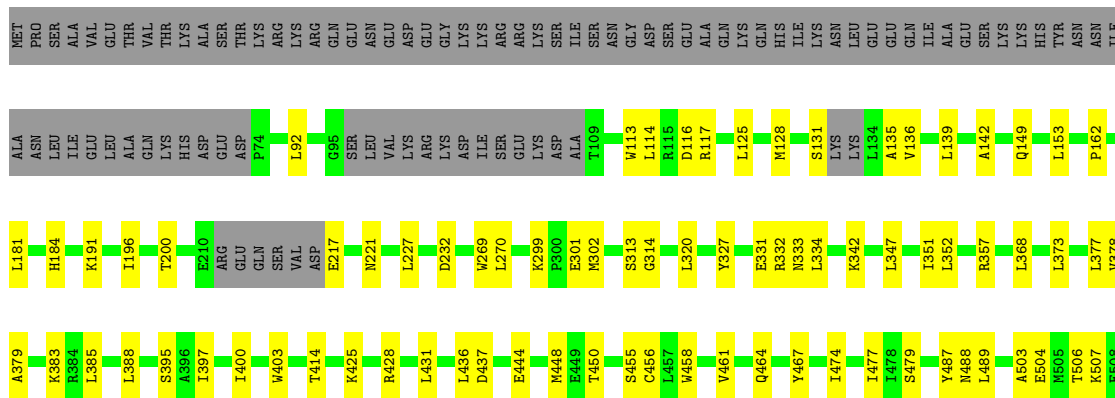 MET PRO SER ALA VAL GLU THR VAL THR LYS ALA SER THR LYS ARG LYS ARG GLN GLU ASN GLU ASP GLU GLY LYS LYS ARG ARG LYS SER ILE SER ASN GLY ASP SER GLU ALA GLN LYS GLN HIS ILE LYS ASN LEU GLU GLU GLN ILE ALA GLU SER LYS LYS HIS TYR ASN ASN ILE
ALA ASN LEU ILE GLU LEU ALA GLN LYS HIS ASP GLU ASP P74 L92 G95 SER LEU VAL LYS ARG LYS ASP ILE SER GLU LYS ASP ALA T109 W113 L114 R115 D116 R117 L125 M128 S131 LYS LYS L134 A135 V136 L139 A142 Q149 L153 P162
L181 H184 K191 I196 T200 E210 ARG GLU GLN SER VAL ASP E217 N221 L227 D232 W269 L270 K299 P300 E301 M302 S313 G314 L320 Y327 E331 R332 N333 L334 K342 L347 I351 L352 R357 L368 L373 L377 V378
A379 K383 R384 L385 L388 S395 A396 I397 I400 W403 T414 K425 R428 L431 L436 D437 E444 M448 E449 T450 S455 C456 L457 W458 V461 Q464 Y467 I474 I477 I478 S479 Y487 N488 L489 A503 E504 M505 T506 K507